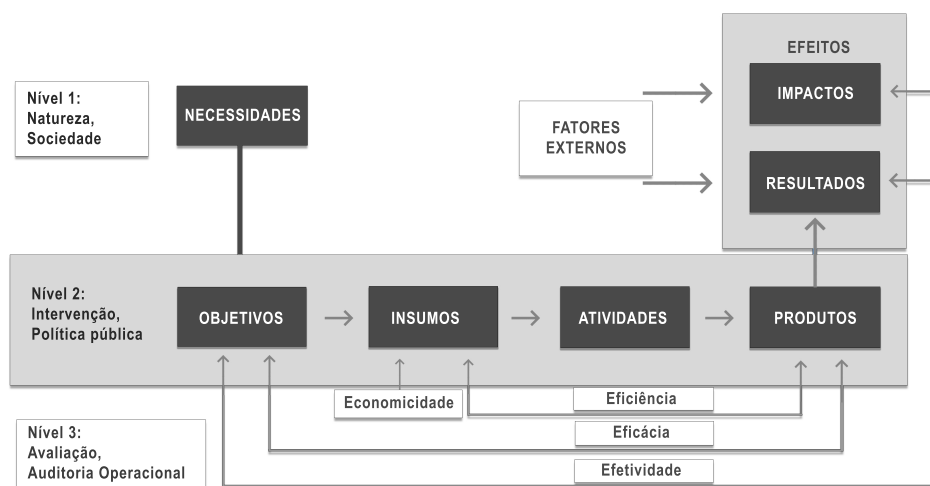 EFEITOS
Nível 1:
Natureza,
Sociedade
NECESSIDADES
FATORES
EXTERNOS
IMPACTOS
RESULTADOS
Nível 2:
Intervenção,
Política pública
OBJETIVOS
INSUMOS
ATIVIDADES
PRODUTOS
Economicidade
Eficiência
Eficácia
Efetividade
Nível 3:
Avaliação,
Auditoria Operacional